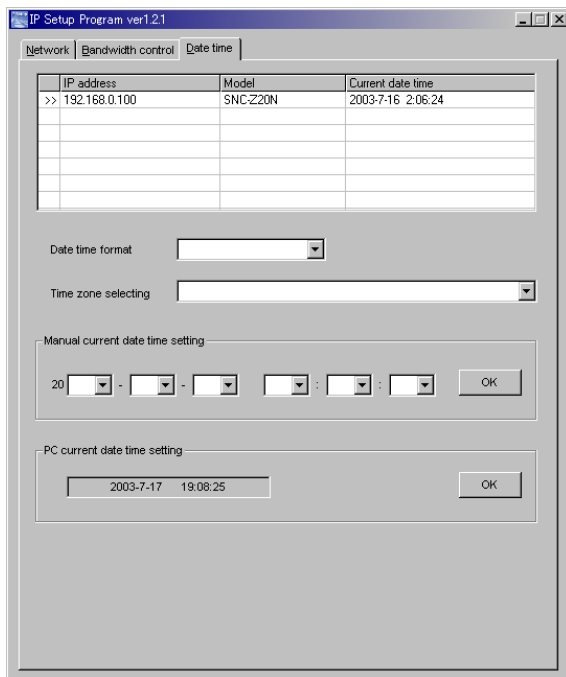 IP Setup Program ver1.2.1
Network Bandwidth control Date time
IP address Model Current date time
>> 192.168.0.100 SNC-Z20N 2003-7-16 2:06:24
Date time format
Time zone selecting
Manual current date time setting
20 - - : : OK
PC current date time setting
2003-7-17 19:08:25 OK